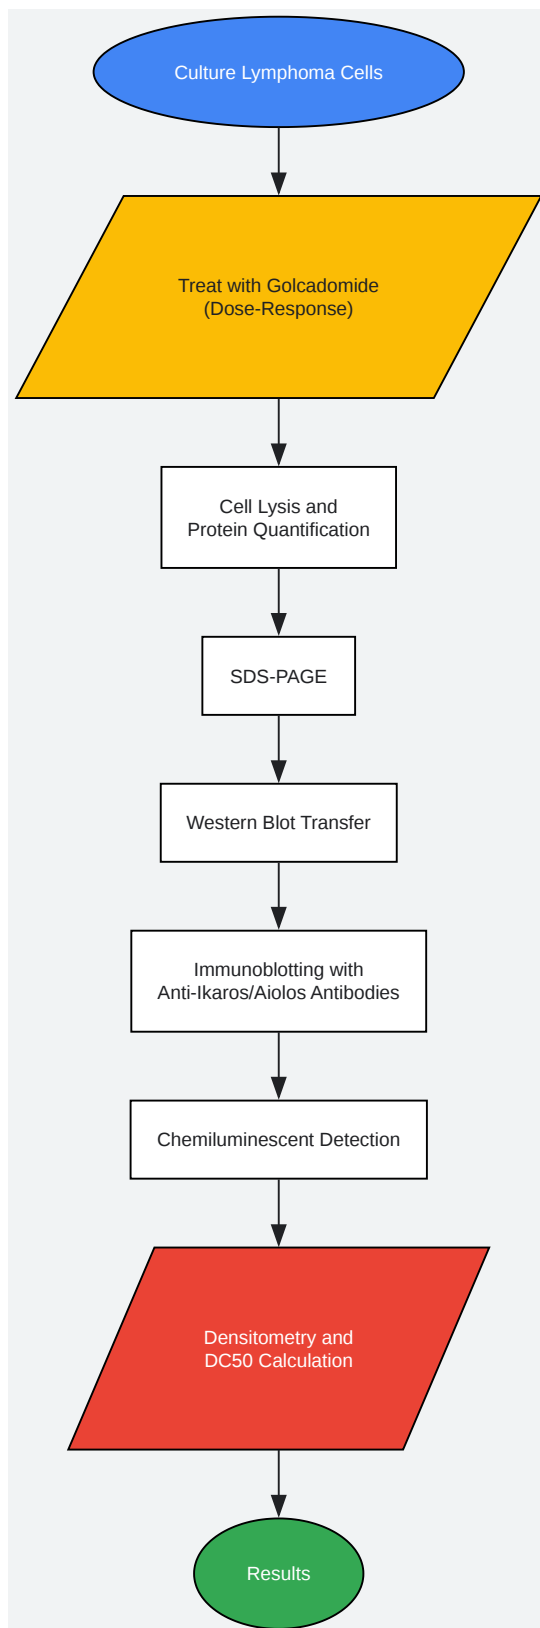 Culture Lymphoma Cells
Treat with Golcadomide
(Dose-Response)
Cell Lysis and
Protein Quantification
SDS-PAGE
Western Blot Transfer
Immunoblotting with
Anti-Ikaros/Aiolos Antibodies
Chemiluminescent Detection
Densitometry and
DC50 Calculation
Results